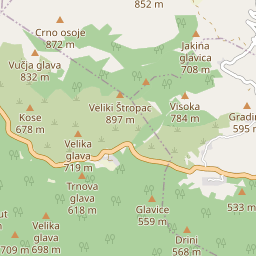 852 m
Crno osoje
872 m
Jakina
glavica
708 m
Vučja glava
832 m
Veliki Štropac
897 m
Visoka
784 m
Kose
678 m
595 m
Velika
glava
719 m
Trnova
glava
618 m
Glavice
559 m
533 m
Velika
glava
698 m
709 m
Drini
568 m